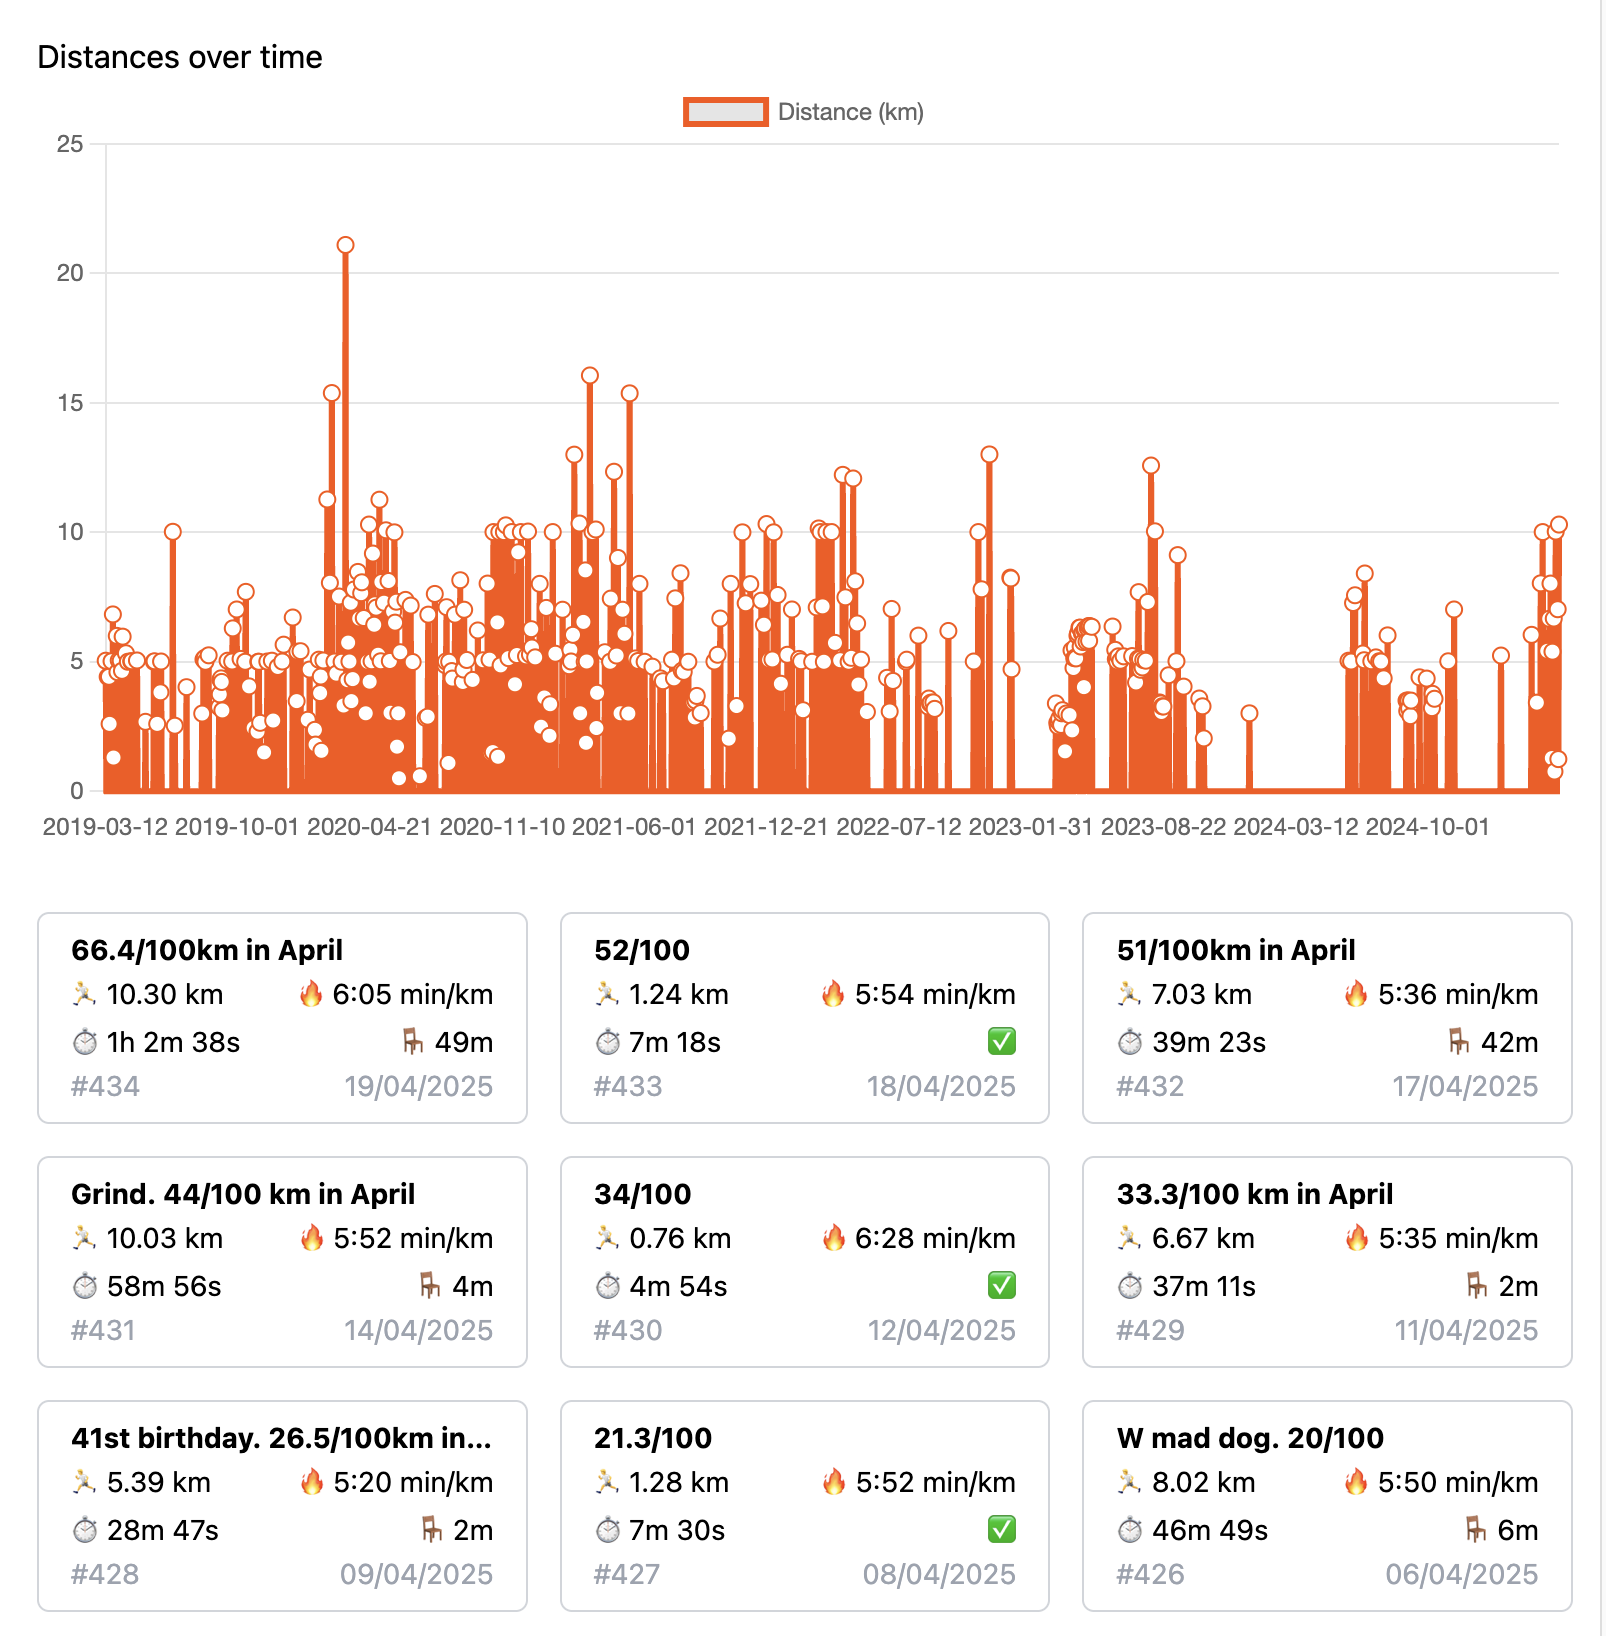 Distances over time
Distance (km)
25
20
15
10
5
0
2019-03-12 2019-10-01 2020-04-21 2020-11-10 2021-06-01 2021-12-21 2022-07-12 2023-01-31 2023-08-22 2024-03-12 2024-10-01
66.4/100km in April
10.30 km 6:05 min/km
1h 2m 38s 49m
#434 19/04/2025
52/100
1.24 km 5:54 min/km
7m 18s
#433 18/04/2025
51/100km in April
7.03 km 5:36 min/km
39m 23s 42m
#432 17/04/2025
Grind. 44/100 km in April
10.03 km 5:52 min/km
58m 56s 4m
#431 14/04/2025
34/100
0.76 km 6:28 min/km
4m 54s
#430 12/04/2025
33.3/100 km in April
6.67 km 5:35 min/km
37m 11s 2m
#429 11/04/2025
41st birthday. 26.5/100km in...
5.39 km 5:20 min/km
28m 47s 2m
#428 09/04/2025
21.3/100
1.28 km 5:52 min/km
7m 30s
#427 08/04/2025
W mad dog. 20/100
8.02 km 5:50 min/km
46m 49s 6m
#426 06/04/2025